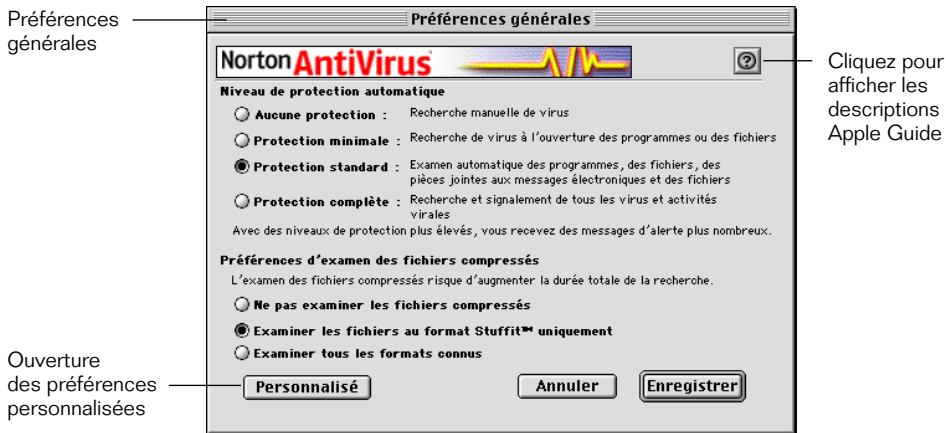 Préférences
générales
Préférences générales
Norton AntiVirus
Cliquez pour
afficher les
descriptions
Apple Guide
Niveau de protection automatique
Aucune protection : Recherche manuelle de virus
Protection minimale : Recherche de virus à l'ouverture des programmes ou des fichiers
Protection standard : Examen automatique des programmes, des fichiers, des
pièces jointes aux messages électroniques et des fichiers
Protection complète : Recherche et signalement de tous les virus et activités
virales
Avec des niveaux de protection plus élevés, vous recevez des messages d'alerte plus nombreux.
Préférences d'examen des fichiers compressés
L'examen des fichiers compressés risque d'augmenter la durée totale de la recherche.
Ne pas examiner les fichiers compressés
Examiner les fichiers au format Stuffit™ uniquement
Examiner tous les formats connus
Ouverture
des préférences
personnalisées
Personnalisé Annuler Enregistrer